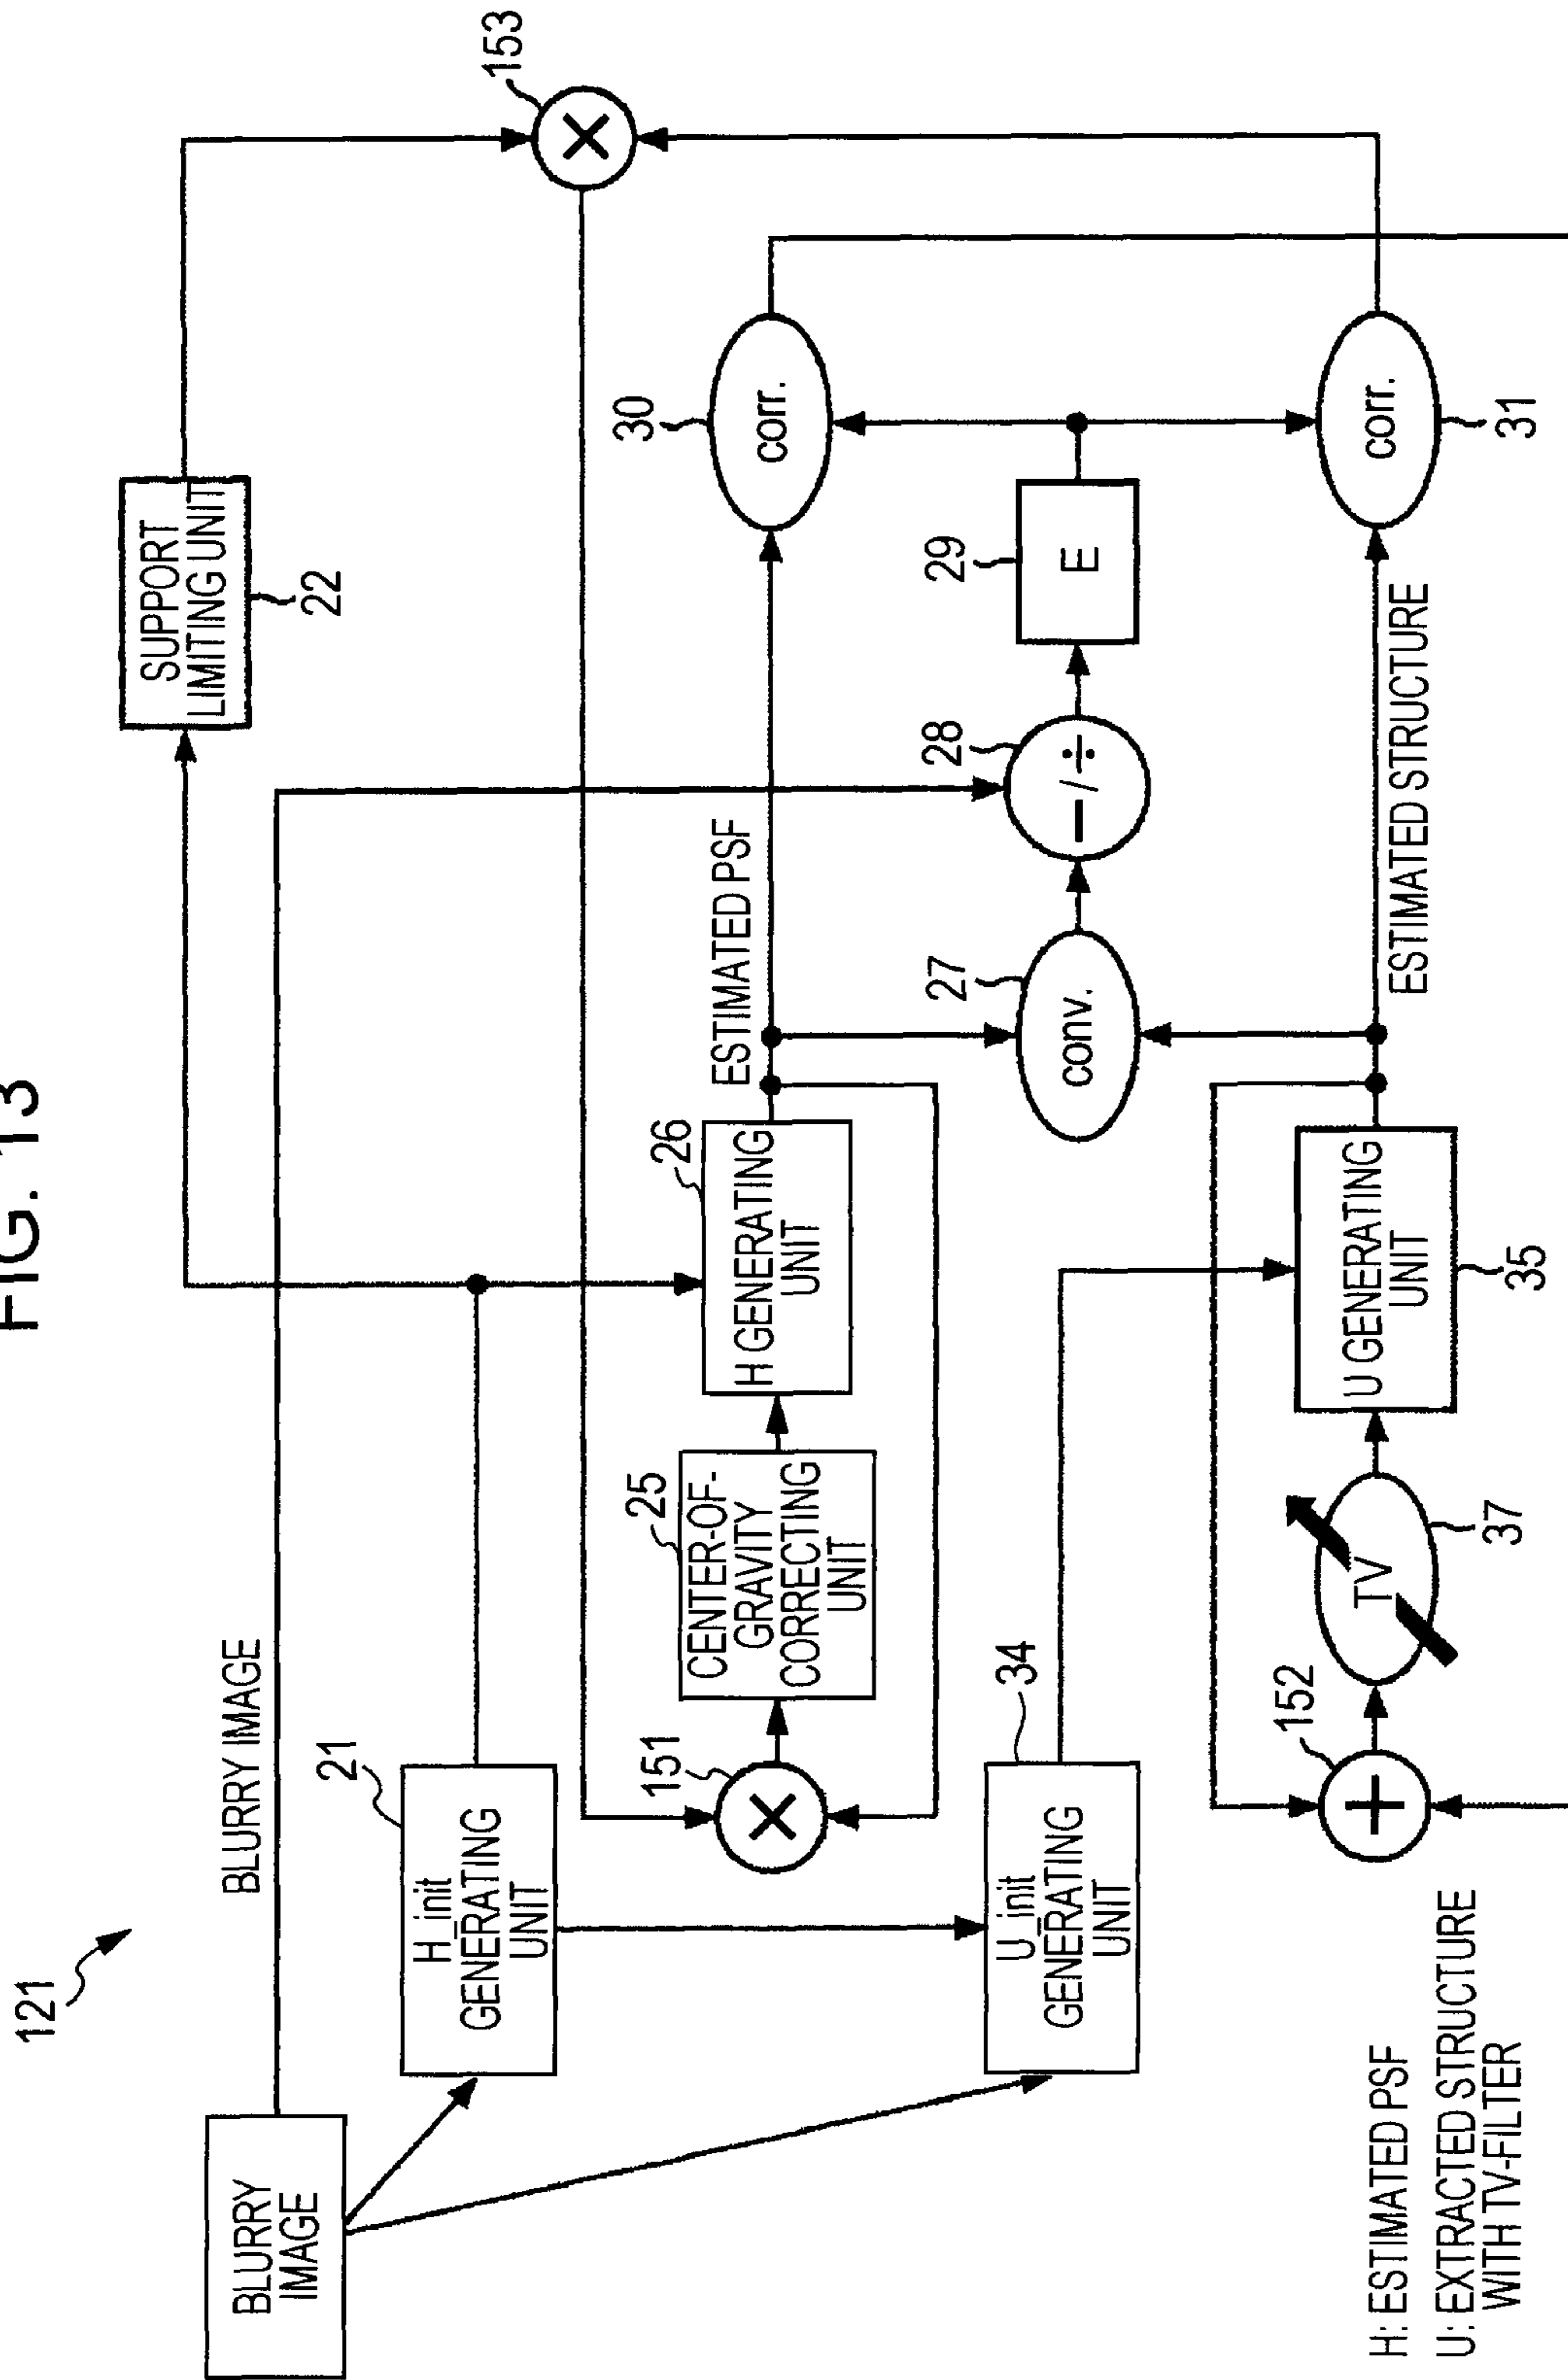 FIG. 13
121
BLURRY
IMAGE
BLURRY IMAGE
SUPPORT
LIMITING UNIT
22
153
21
H_init
GENERATING
UNIT
151
25
CENTER-OF-
GRAVITY
CORRECTING
UNIT
26
H GENERATING
UNIT
ESTIMATED PSF
30
corr.
27
conv.
28
− / ÷
29
E
34
U_init
GENERATING
UNIT
152
TV
37
U GENERATING
UNIT
35
ESTIMATED STRUCTURE
corr.
31
H: ESTIMATED PSF
U: EXTRACTED STRUCTURE
WITH TV-FILTER